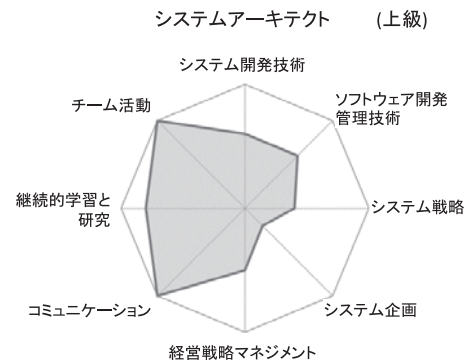 システムアーキテクト (上級)
システム開発技術
ソフトウェア開発
管理技術
システム戦略
システム企画
経営戦略マネジメント
コミュニケーション
継続的学習と
研究
チーム活動